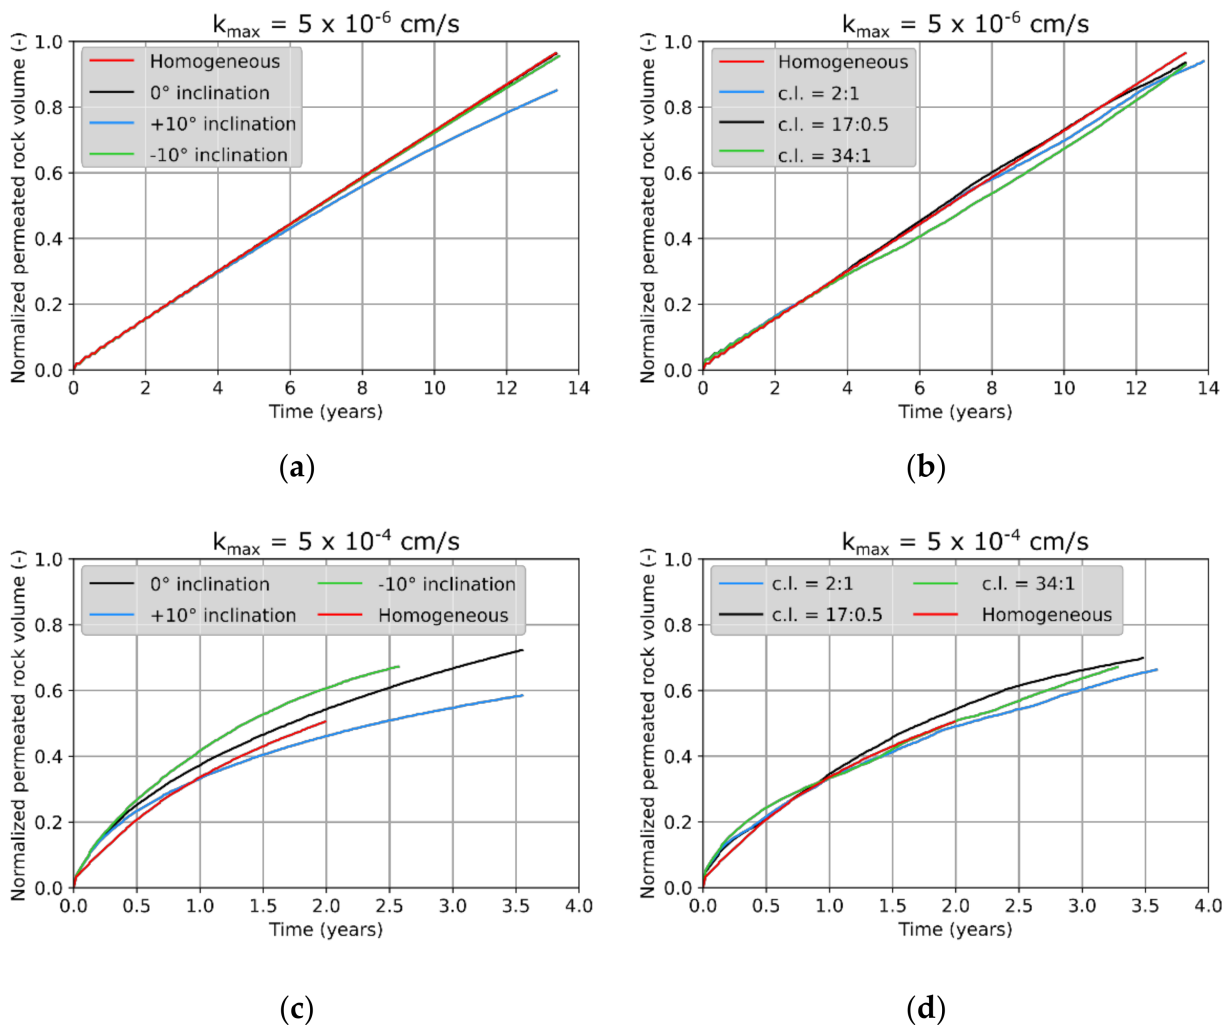 k_max = 5 x 10^-6 cm/s
Normalized permeated rock volume (-)
1.0
0.8
0.6
0.4
0.2
0.0
Homogeneous
0° inclination
+10° inclination
-10° inclination
0 2 4 6 8 10 12 14
Time (years)
(a)
k_max = 5 x 10^-6 cm/s
Normalized permeated rock volume (-)
1.0
0.8
0.6
0.4
0.2
0.0
Homogeneous
c.l. = 2:1
c.l. = 17:0.5
c.l. = 34:1
0 2 4 6 8 10 12 14
Time (years)
(b)
k_max = 5 x 10^-4 cm/s
Normalized permeated rock volume (-)
1.0
0.8
0.6
0.4
0.2
0.0
0° inclination -10° inclination
+10° inclination Homogeneous
0.0 0.5 1.0 1.5 2.0 2.5 3.0 3.5 4.0
Time (years)
(c)
k_max = 5 x 10^-4 cm/s
Normalized permeated rock volume (-)
1.0
0.8
0.6
0.4
0.2
0.0
c.l. = 2:1 c.l. = 34:1
c.l. = 17:0.5 Homogeneous
0.0 0.5 1.0 1.5 2.0 2.5 3.0 3.5 4.0
Time (years)
(d)